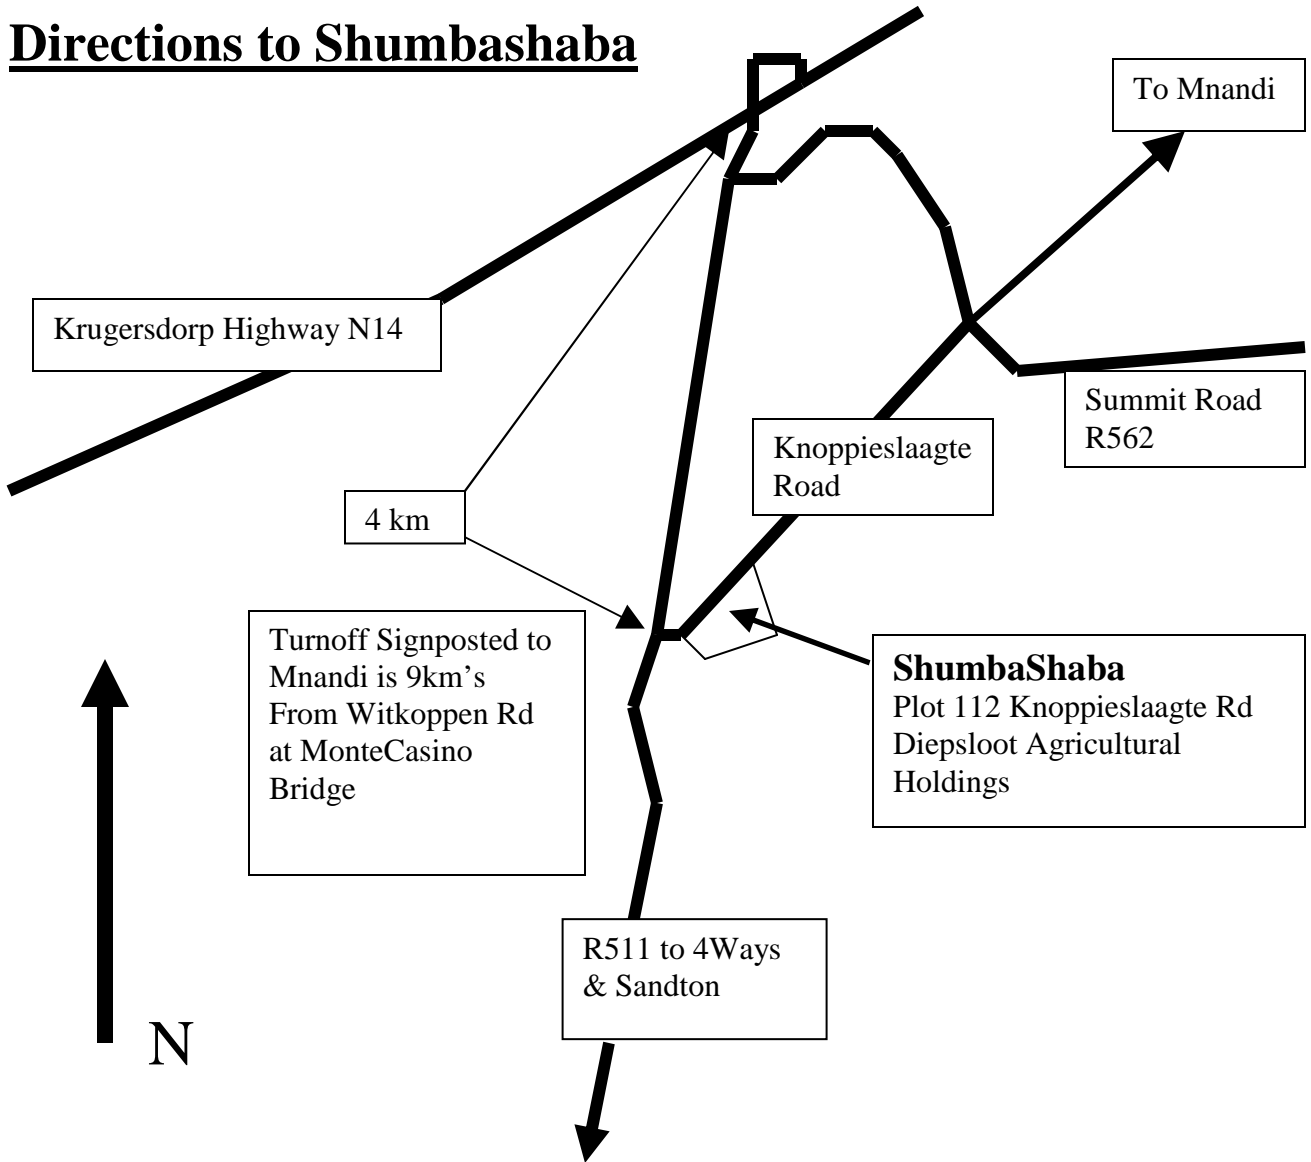 Directions to Shumbashaba
To Mnandi
Krugersdorp Highway N14
Summit Road
R562
Knoppieslaagte
Road
4 km
Turnoff Signposted to
Mnandi is 9km’s
From Witkoppen Rd
at MonteCasino
Bridge
ShumbaShaba
Plot 112 Knoppieslaagte Rd
Diepsloot Agricultural
Holdings
R511 to 4Ways
& Sandton
N